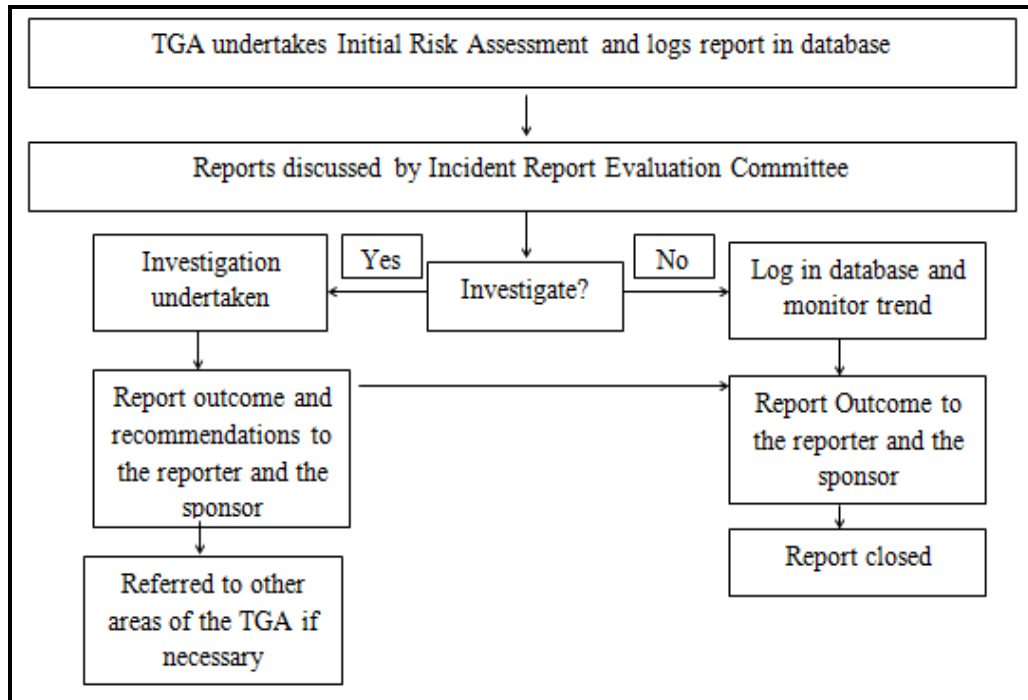 TGA undertakes Initial Risk Assessment and logs report in database
Reports discussed by Incident Report Evaluation Committee
Investigation
undertaken
Yes
Investigate?
No
Log in database and
monitor trend
Report outcome and
recommendations to
the reporter and the
sponsor
Report Outcome to
the reporter and the
sponsor
Referred to other
areas of the TGA if
necessary
Report closed